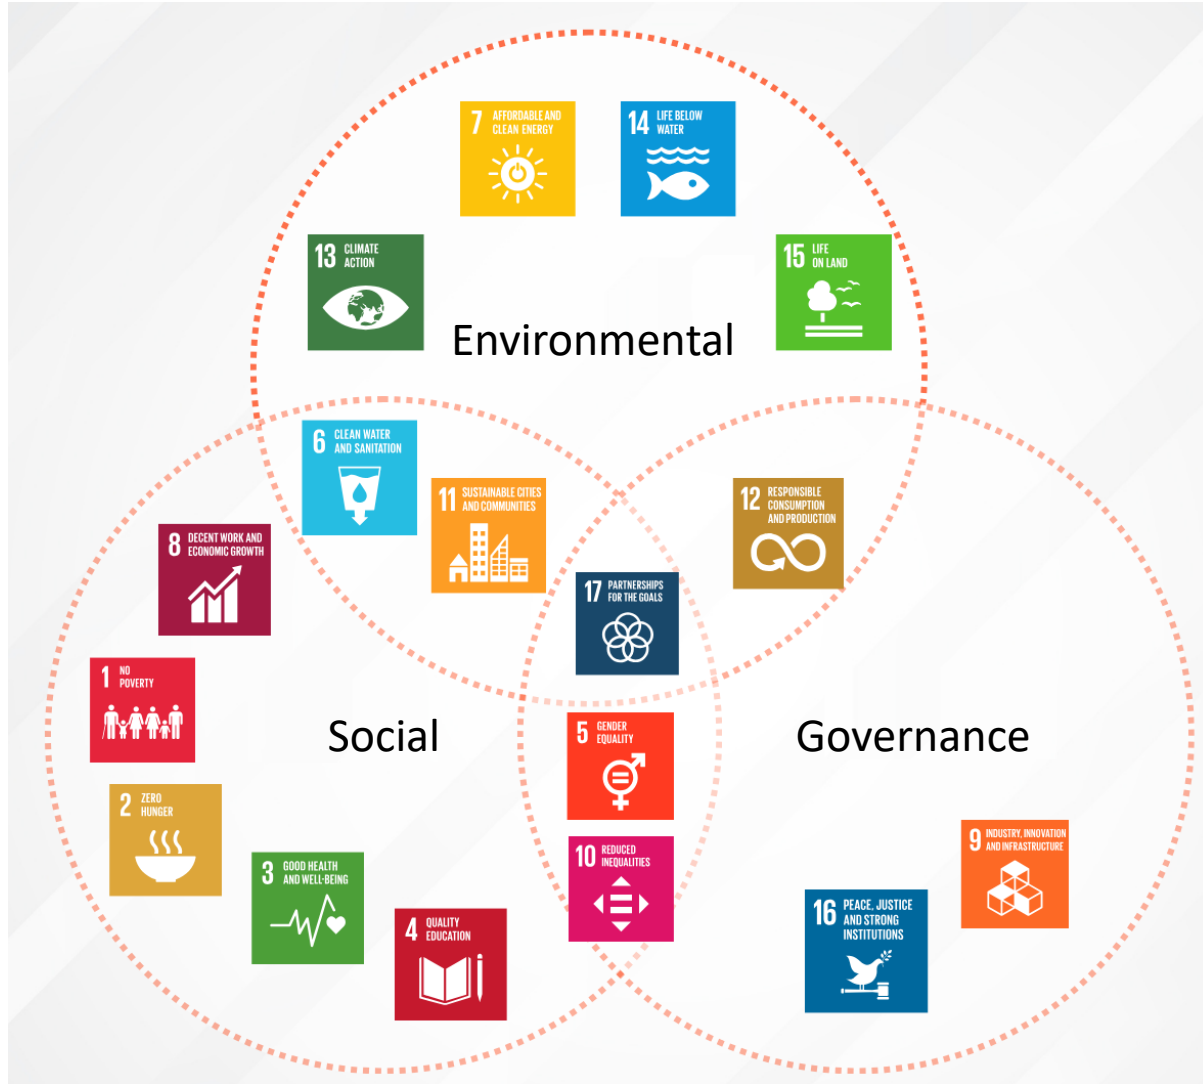 7 AFFORDABLE AND
CLEAN ENERGY
14 LIFE BELOW
WATER
13 CLIMATE
ACTION
15 LIFE
ON LAND
Environmental
6 CLEAN WATER
AND SANITATION
11 SUSTAINABLE CITIES
AND COMMUNITIES
12 RESPONSIBLE
CONSUMPTION
AND PRODUCTION
8 DECENT WORK AND
ECONOMIC GROWTH
17 PARTNERSHIPS
FOR THE GOALS
1 NO
POVERTY
Social
5 GENDER
EQUALITY
Governance
2 ZERO
HUNGER
3 GOOD HEALTH
AND WELL-BEING
10 REDUCED
INEQUALITIES
9 INDUSTRY, INNOVATION
AND INFRASTRUCTURE
4 QUALITY
EDUCATION
16 PEACE, JUSTICE
AND STRONG
INSTITUTIONS